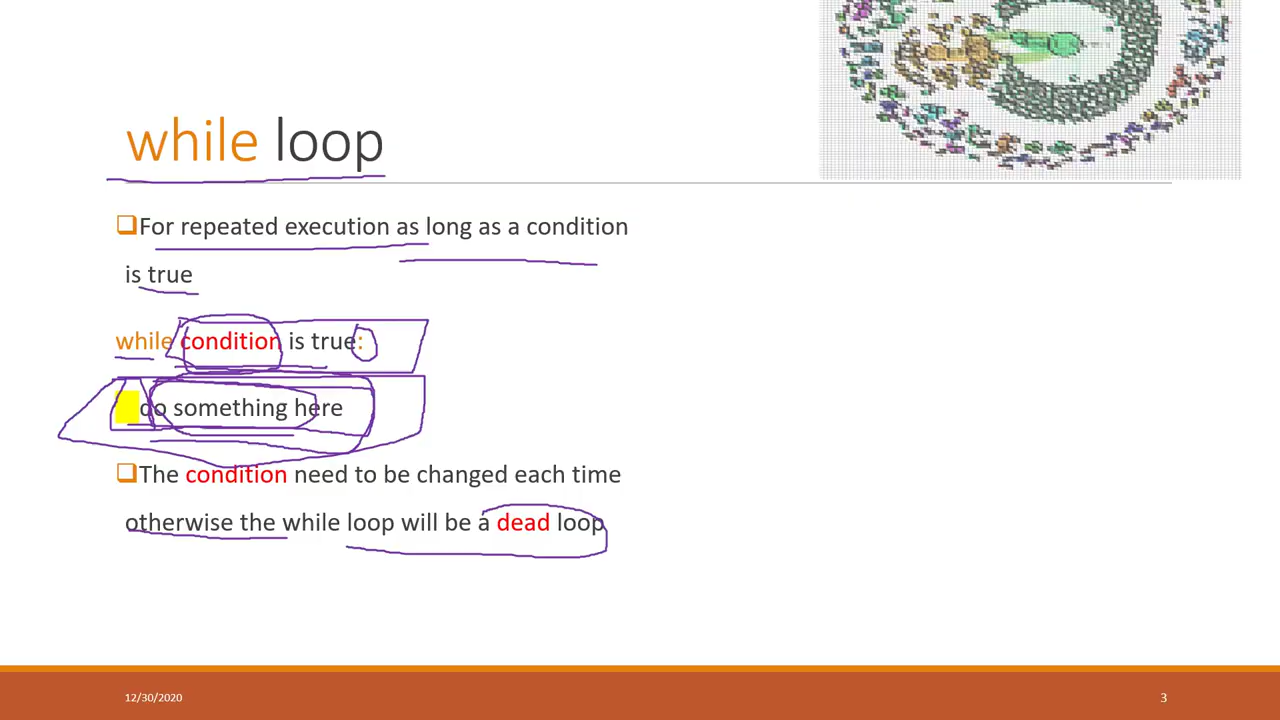 while loop
For repeated execution as long as a condition
is true
while condition is true:
do something here
The condition need to be changed each time
otherwise the while loop will be a dead loop
12/30/2020
3